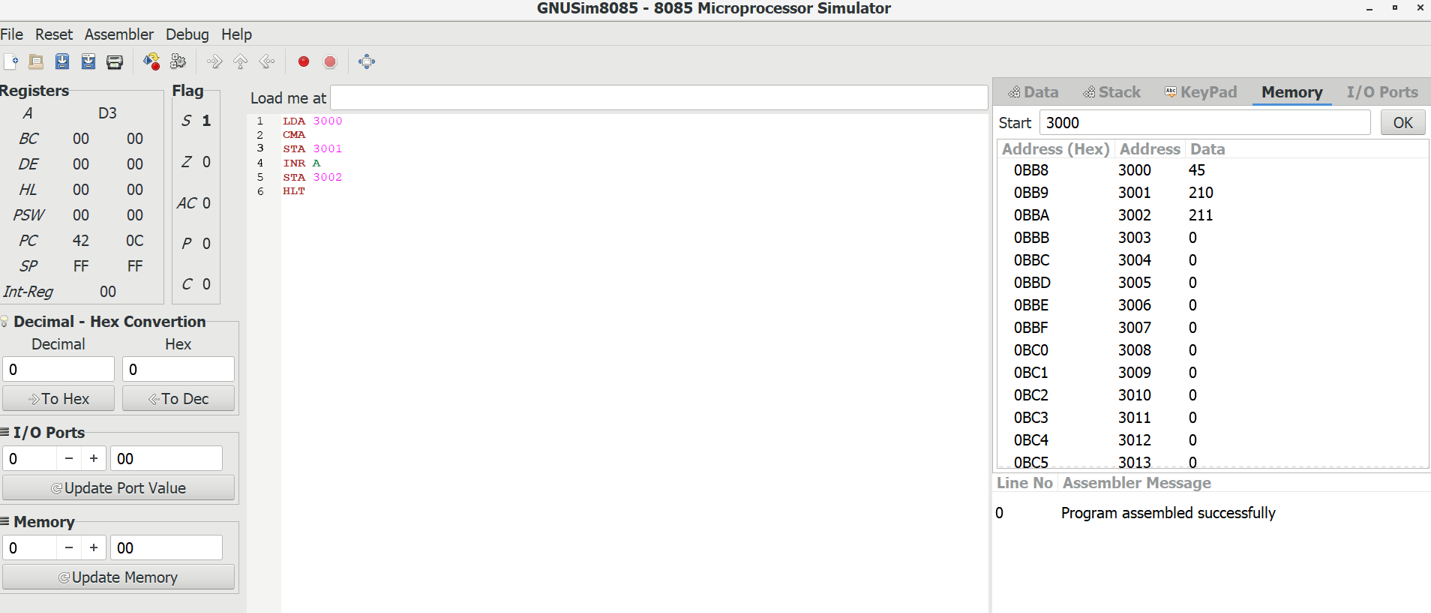 GNUSim8085 - 8085 Microprocessor Simulator
File Reset Assembler Debug Help
Registers
A D3
BC 00 00
DE 00 00
HL 00 00
PSW 00 00
PC 42 0C
SP FF FF
Int-Reg 00
Flag
S 1
Z 0
AC 0
P 0
C 0
Decimal - Hex Convertion
Decimal Hex
0 0
To Hex To Dec
I/O Ports
0 − + 00
Update Port Value
Memory
0 − + 00
Update Memory
Load me at
1 LDA 3000
2 CMA
3 STA 3001
4 INR A
5 STA 3002
6 HLT
Data Stack KeyPad Memory I/O Ports
Start 3000 OK
Address (Hex) Address Data
0BB8 3000 45
0BB9 3001 210
0BBA 3002 211
0BBB 3003 0
0BBC 3004 0
0BBD 3005 0
0BBE 3006 0
0BBF 3007 0
0BC0 3008 0
0BC1 3009 0
0BC2 3010 0
0BC3 3011 0
0BC4 3012 0
0BC5 3013 0
Line No Assembler Message
0 Program assembled successfully